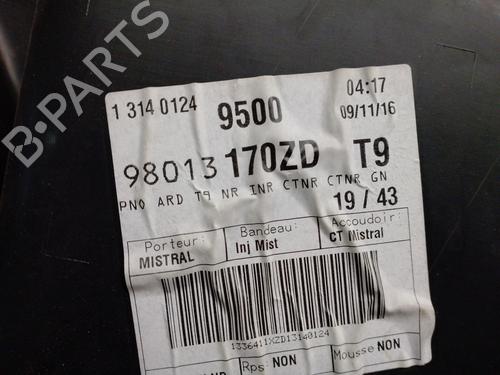 B-PARTS
1 314 0124
9500
04:17
09/11/16
98013 170ZD T9
PNO ARD T9 NR INR CTNR CTNR GN
19 / 43
Porteur:
MISTRAL
Bandeau:
Inj Mist
Accoudoir:
CT Mistral
1336411XZD13140124
Rps: NON
Mousse NON